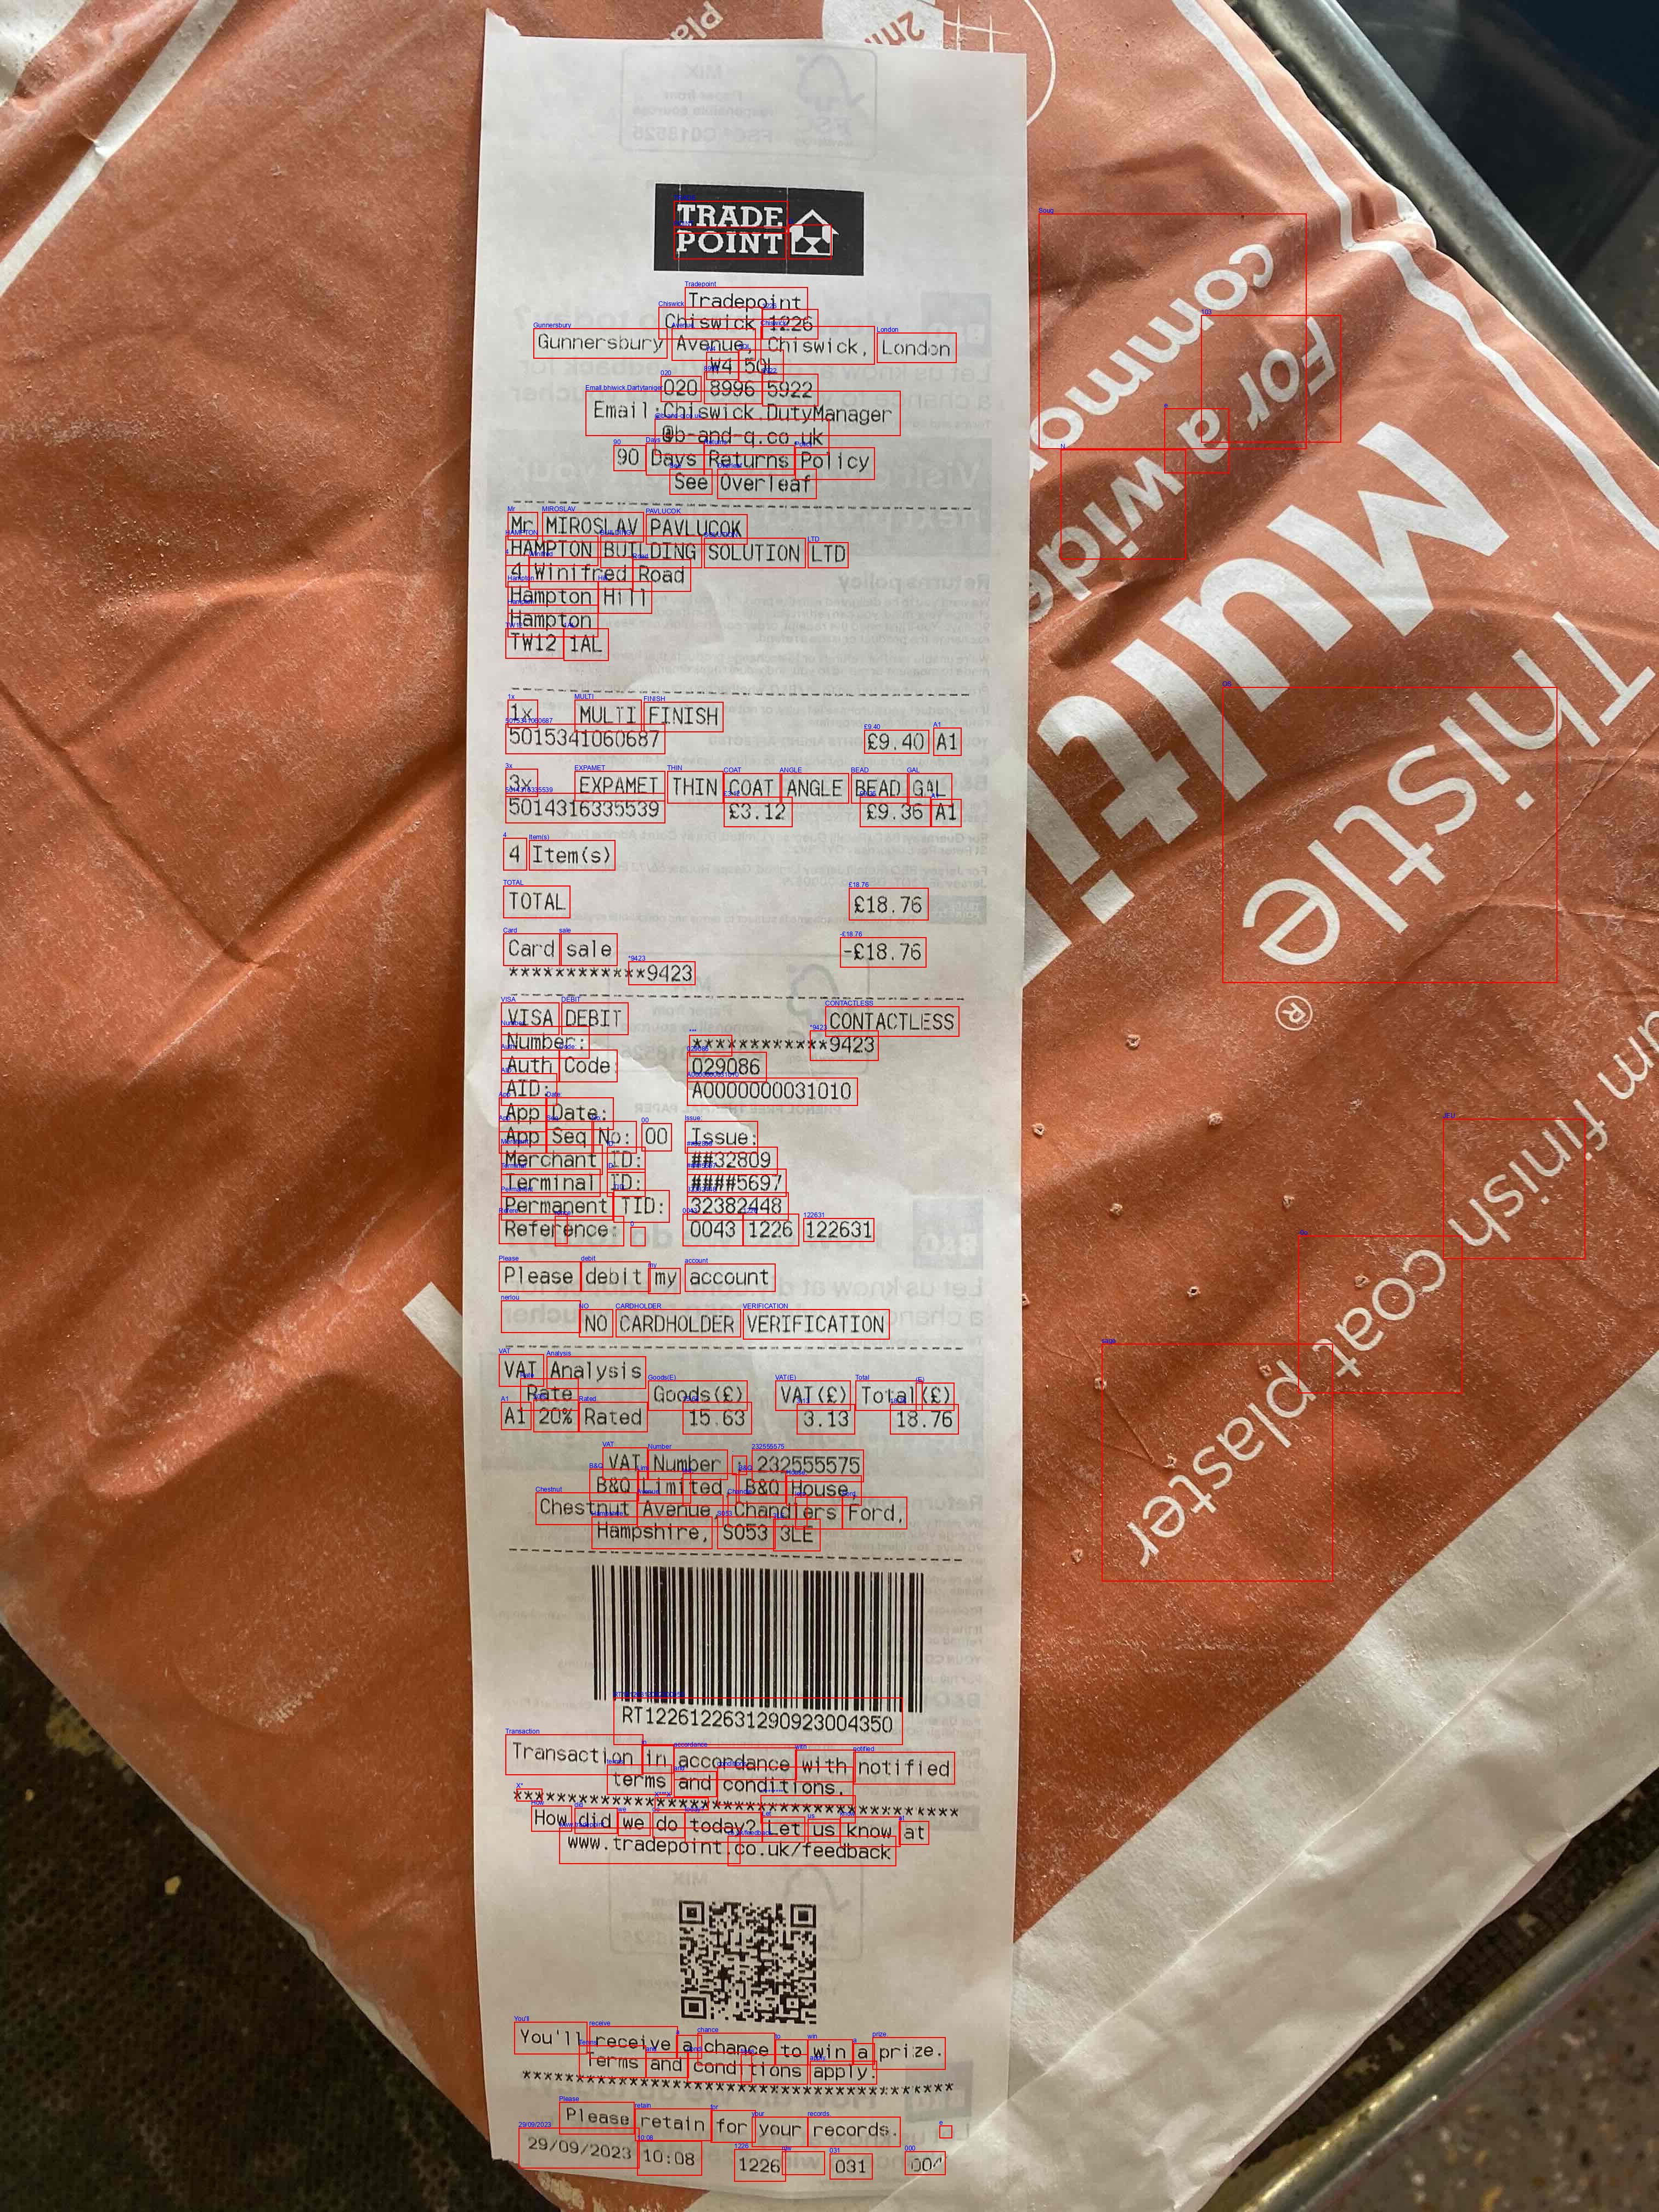 TRADE
POINT
Tradepoint
Chiswick 1226
Gunnersbury Avenue, Chiswick, London
W4 5QL
020 8996 5922
Email:Chiswick.DutyManager
@b-and-q.co.uk
90 Days Returns Policy
See Overleaf
Mr MIROSLAV PAVLUCOK
HAMPTON BUILDING SOLUTION LTD
4 Winifred Road
Hampton Hill
Hampton
TW12 1AL
1x MULTI FINISH
5015341060687 £9.40 A1
3x EXPAMET THIN COAT ANGLE BEAD GAL
5014316335539 £3.12 £9.36 A1
4 Item(s)
TOTAL £18.76
Card sale -£18.76
************9423
VISA DEBIT CONTACTLESS
Number: ************9423
Auth Code: 029086
AID: A0000000031010
App Date:
App Seq No: 00 Issue:
Merchant ID: ##32809
Terminal ID: ####5697
Permanent TID: 32382448
Reference: 0043 1226 122631
Please debit my account
NO CARDHOLDER VERIFICATION
VAT Analysis
Rate Goods(£) VAT(£) Total(£)
A1 20% Rated 15.63 3.13 18.76
VAT Number : 232555575
B&Q Limited, B&Q House,
Chestnut Avenue, Chandlers Ford,
Hampshire, SO53 3LE
RT1226122631290923004350
Transaction in accordance with notified
terms and conditions.
How did we do today? Let us know at
www.tradepoint.co.uk/feedback
You'll receive a chance to win a prize.
Terms and conditions apply.
Please retain for your records.
29/09/2023 10:08 1226 031 004
Thistle ®
Multi
For a wide
common
finish coat plaster